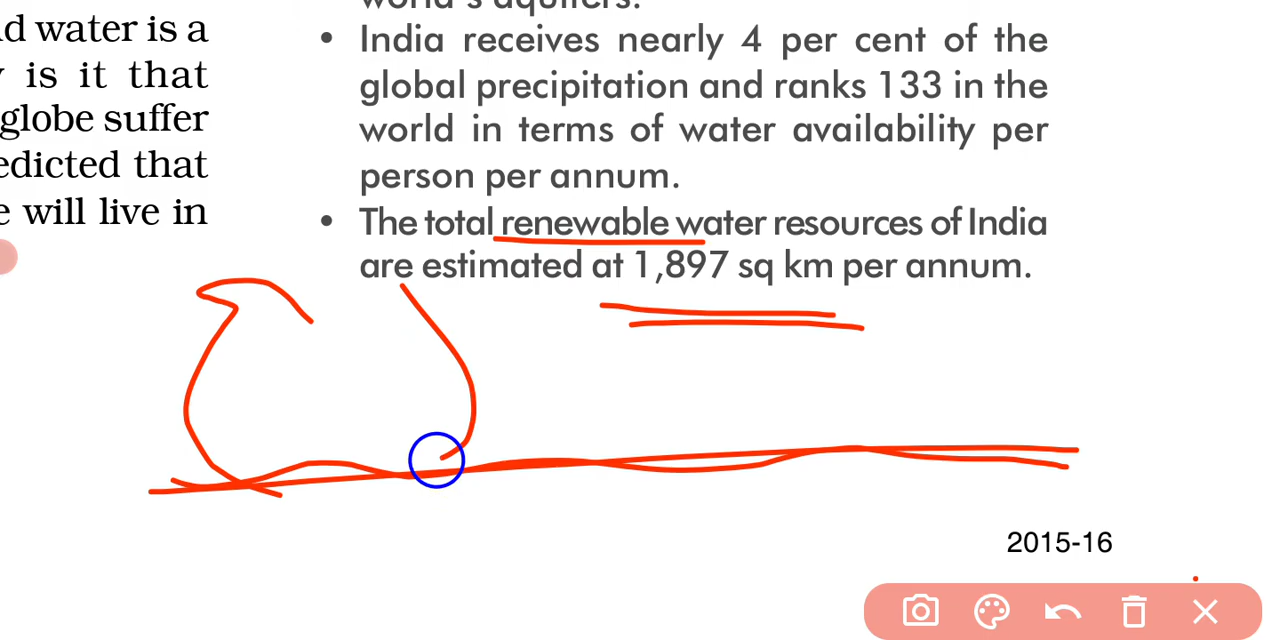 world's aquifers.
• India receives nearly 4 per cent of the
global precipitation and ranks 133 in the
world in terms of water availability per
person per annum.
• The total renewable water resources of India
are estimated at 1,897 sq km per annum.
d water is a
is it that
globe suffer
edicted that
e will live in
2015-16